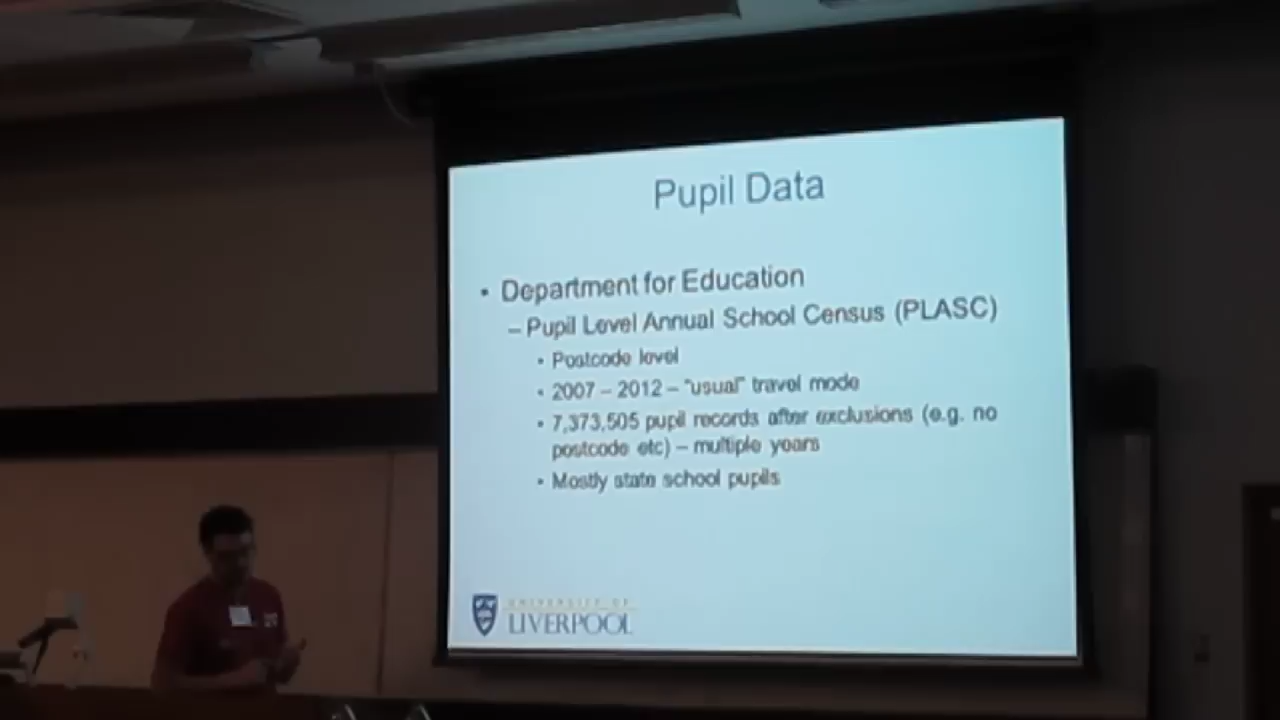 Pupil Data
• Department for Education
– Pupil Level Annual School Census (PLASC)
• Postcode level
• 2007 – 2012 – "usual" travel mode
• 7,373,505 pupil records after exclusions (e.g. no
postcode etc) – multiple years
• Mostly state school pupils
UNIVERSITY OF
LIVERPOOL